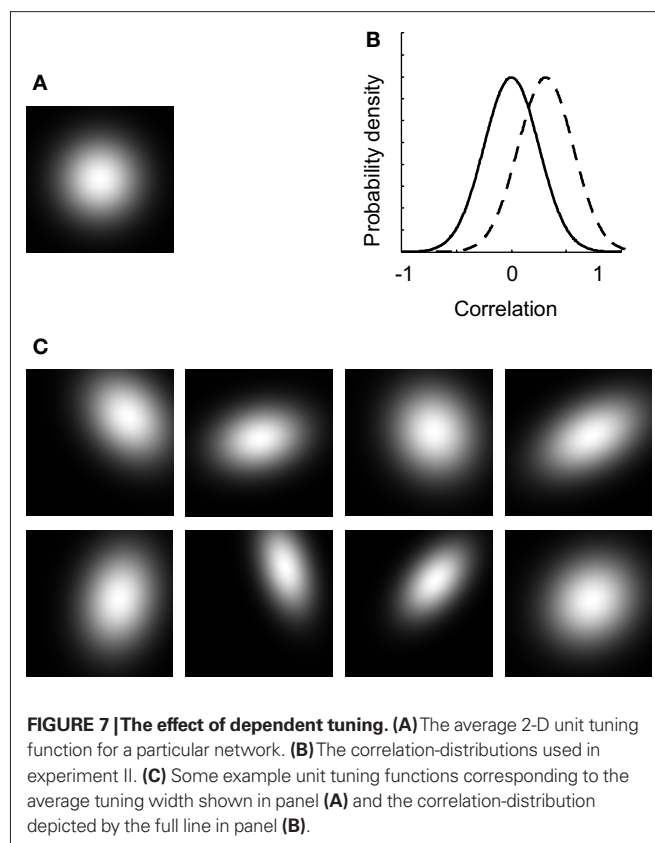 A
B
Probability density
-1 0 1
Correlation
C
FIGURE 7 | The effect of dependent tuning. (A) The average 2-D unit tuning
function for a particular network. (B) The correlation-distributions used in
experiment II. (C) Some example unit tuning functions corresponding to the
average tuning width shown in panel (A) and the correlation-distribution
depicted by the full line in panel (B).